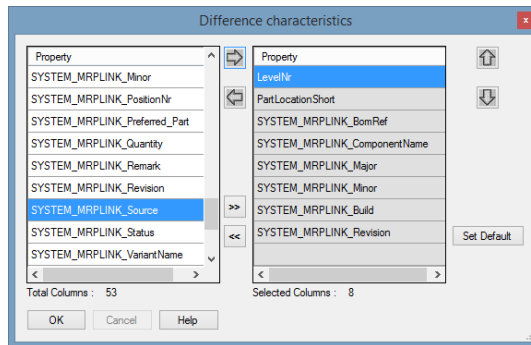 Difference characteristics
x
Property
SYSTEM_MRPLINK_Minor
SYSTEM_MRPLINK_PositionNr
SYSTEM_MRPLINK_Preferred_Part
SYSTEM_MRPLINK_Quantity
SYSTEM_MRPLINK_Remark
SYSTEM_MRPLINK_Revision
SYSTEM_MRPLINK_Source
SYSTEM_MRPLINK_Status
SYSTEM_MRPLINK_VariantName
Total Columns : 53
>>
<<
Property
LevelNr
PartLocationShort
SYSTEM_MRPLINK_BomRef
SYSTEM_MRPLINK_ComponentName
SYSTEM_MRPLINK_Major
SYSTEM_MRPLINK_Minor
SYSTEM_MRPLINK_Build
SYSTEM_MRPLINK_Revision
Selected Columns : 8
Set Default
OK
Cancel
Help